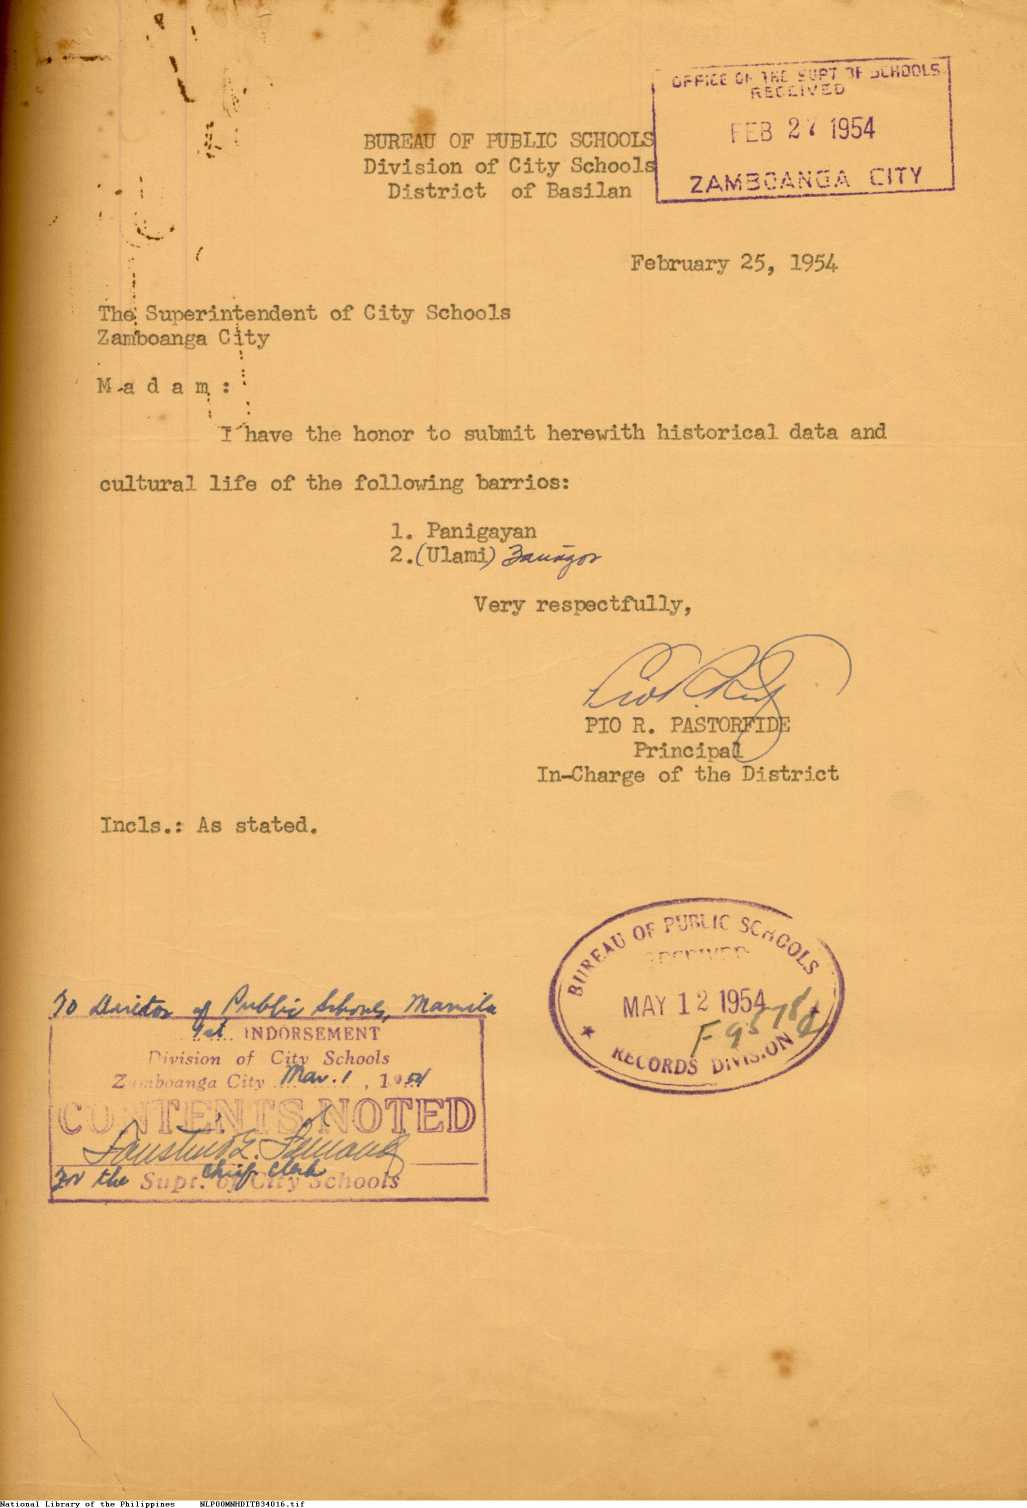 OFFICE OF THE SUPT OF SCHOOLS
RECEIVED
FEB 27 1954
ZAMBOANGA CITY
BUREAU OF PUBLIC SCHOOLS
Division of City Schools
District of Basilan
February 25, 1954
The Superintendent of City Schools
Zamboanga City
M a d a m :
I have the honor to submit herewith historical data and
cultural life of the following barrios:
1. Panigayan
2. (Ulami)
Very respectfully,
PIO R. PASTORFIDE
Principal
In-Charge of the District
Incls.: As stated.
BUREAU OF PUBLIC SCHOOLS
RECEIVED
MAY 12 1954
RECORDS DIVISION
To Director of Public Schools, Manila
1st INDORSEMENT
Division of City Schools
Zamboanga City Mar. 1, 1954
CONTENTS NOTED
Chief Clerk
For the Supt. of City Schools
National Library of the Philippines NLPOOMNHDITB34016.tif